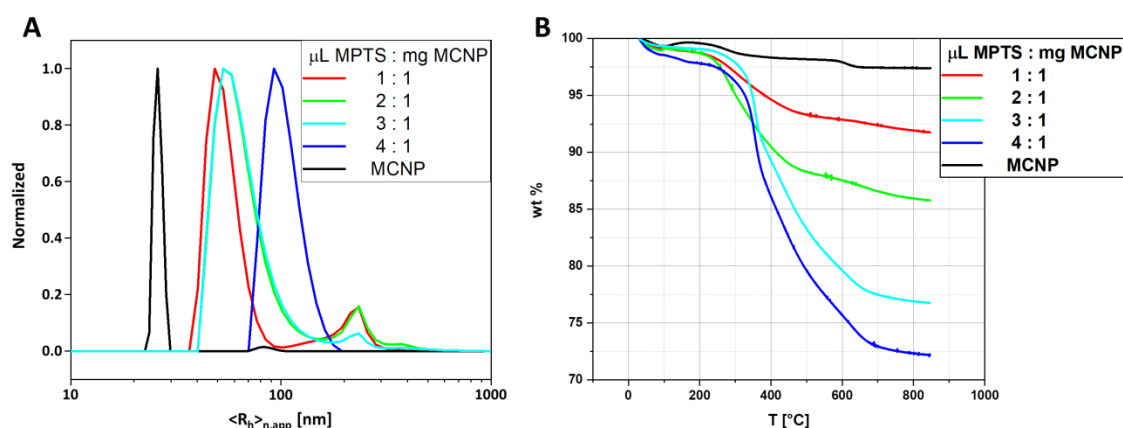 A
μL MPTS : mg MCNP
1 : 1
2 : 1
3 : 1
4 : 1
MCNP
1.0
0.8
0.6
0.4
0.2
0.0
Normalized
10
100
1000
<R_h>_n,app [nm]
B
μL MPTS : mg MCNP
1 : 1
2 : 1
3 : 1
4 : 1
MCNP
100
95
90
85
80
75
70
wt %
0
200
400
600
800
1000
T [°C]